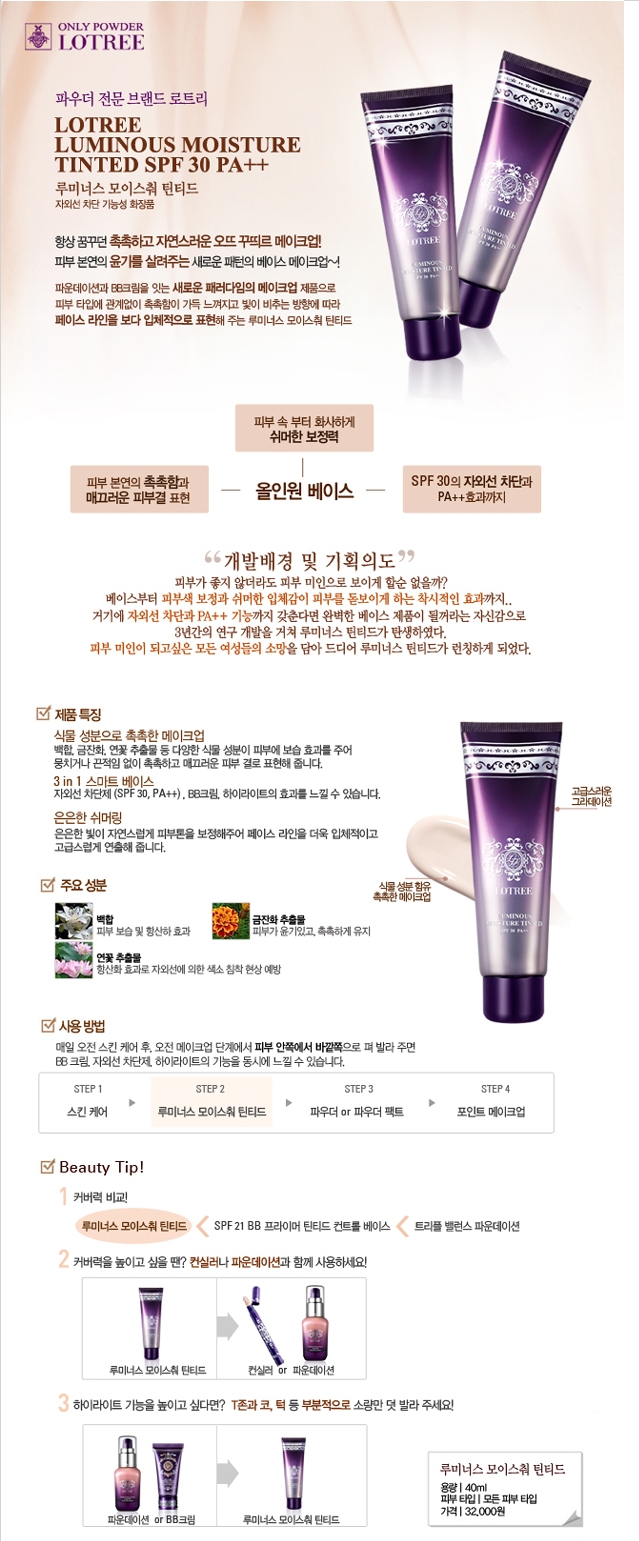 ONLY POWDER
LOTREE
파우더 전문 브랜드 로트리
LOTREE
LUMINOUS MOISTURE
TINTED SPF 30 PA++
루미너스 모이스춰 틴티드
자외선 차단 기능성 화장품
항상 꿈꾸던 촉촉하고 자연스러운 오뜨 꾸띄르 메이크업!
피부 본연의 윤기를 살려주는 새로운 패턴의 베이스 메이크업~!
파운데이션과 BB크림을 잇는 새로운 패러다임의 메이크업 제품으로
피부 타입에 관계없이 촉촉함이 가득 느껴지고 빛이 비추는 방향에 따라
페이스 라인을 보다 입체적으로 표현해 주는 루미너스 모이스춰 틴티드
LOTREE
LUMINOUS
MOISTURE TINTED
SPF 30 PA++
LOTREE
LUMINOUS
MOISTURE TINTED
SPF 30 PA++
피부 속 부터 화사하게
쉬머한 보정력
피부 본연의 촉촉함과
매끄러운 피부결 표현
올인원 베이스
SPF 30의 자외선 차단과
PA++효과까지
“개발배경 및 기획의도”
피부가 좋지 않더라도 피부 미인으로 보이게 할순 없을까?
베이스부터 피부색 보정과 쉬머한 입체감이 피부를 돋보이게 하는 착시적인 효과까지..
거기에 자외선 차단과 PA++ 기능까지 갖춘다면 완벽한 베이스 제품이 될꺼라는 자신감으로
3년간의 연구 개발을 거쳐 루미너스 틴티드가 탄생하였다.
피부 미인이 되고싶은 모든 여성들의 소망을 담아 드디어 루미너스 틴티드가 런칭하게 되었다.
제품 특징
식물 성분으로 촉촉한 메이크업
백합, 금잔화, 연꽃 추출물 등 다양한 식물 성분이 피부에 보습 효과를 주어
뭉치거나 끈적임 없이 촉촉하고 매끄러운 피부 결로 표현해 줍니다.
3 in 1 스마트 베이스
자외선 차단제 (SPF 30, PA++) , BB크림, 하이라이트의 효과를 느낄 수 있습니다.
은은한 쉬머링
은은한 빛이 자연스럽게 피부톤을 보정해주어 페이스 라인을 더욱 입체적이고
고급스럽게 연출해 줍니다.
고급스러운
그라데이션
식물 성분 함유
촉촉한 메이크업
LOTREE
LUMINOUS
MOISTURE TINTED
SPF 30 PA++
주요 성분
백합
피부 보습 및 항산하 효과
금잔화 추출물
피부가 윤기있고, 촉촉하게 유지
연꽃 추출물
항산화 효과로 자외선에 의한 색소 침착 현상 예방
사용 방법
매일 오전 스킨 케어 후, 오전 메이크업 단계에서 피부 안쪽에서 바깥쪽으로 펴 발라 주면
BB 크림, 자외선 차단제, 하이라이트의 기능을 동시에 느낄 수 있습니다.
STEP 1
스킨 케어
STEP 2
루미너스 모이스춰 틴티드
STEP 3
파우더 or 파우더 팩트
STEP 4
포인트 메이크업
Beauty Tip!
1 커버력 비교!
루미너스 모이스춰 틴티드 < SPF 21 BB 프라이머 틴티드 컨트롤 베이스 < 트리플 밸런스 파운데이션
2 커버력을 높이고 싶을 땐? 컨실러나 파운데이션과 함께 사용하세요!
루미너스 모이스춰 틴티드
컨실러 or 파운데이션
3 하이라이트 기능을 높이고 싶다면? T존과 코, 턱 등 부분적으로 소량만 덧 발라 주세요!
파운데이션 or BB크림
루미너스 모이스춰 틴티드
루미너스 모이스춰 틴티드
용량 | 40ml
피부 타입 | 모든 피부 타입
가격 | 32,000원